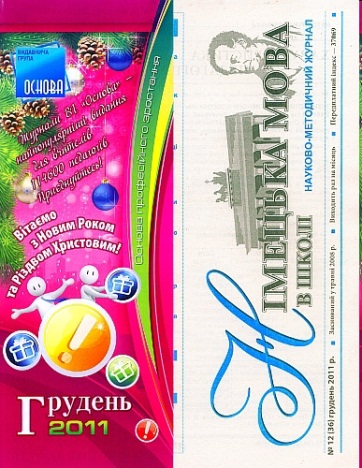 ВИДАВНИЧА
ГРУПА
ОСНОВА
Журнали ВГ «Основа» —
найпопулярніші видання
для вчителів
112000 педагогів
Приєднуйтесь!
Основа професійного зростання
Вітаємо
з Новим Роком
та Різдвом Христовим!
Грудень
2011
НІМЕЦЬКА МОВА
В ШКОЛІ
НАУКОВО-МЕТОДИЧНИЙ ЖУРНАЛ
№ 12 (36) грудень 2011 р. Заснований у травні 2008 р. Виходить раз на місяць Передплатний індекс — 37869